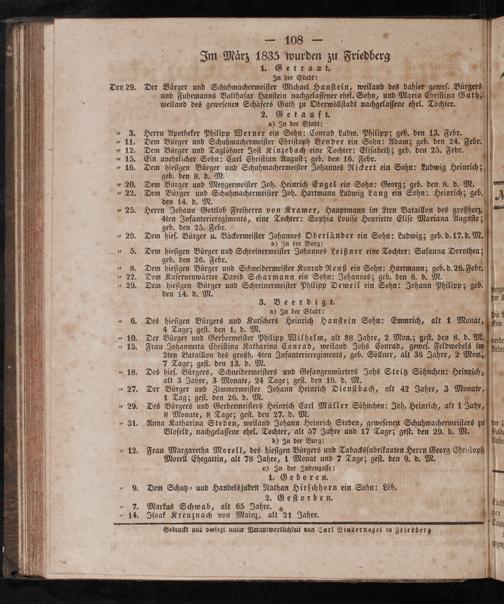 — 108 —
Im März 1835 wurden zu Friedberg
1. Getraut.
In der Stadt:
Den 29. Der Bürger und Schuhmachermeister Michael Hanstein, weiland des dahier gewes. Bürgers
und Fuhrmanns Balthasar Hanstein nachgelassener ehel. Sohn, und Maria Christina Guth,
weiland des gewesenen Schäfers Guth zu Oberwöllstadt nachgelassene ehel. Tochter.
2. Getauft.
a) In der Stadt:
„ 3. Herrn Apotheker Philipp Werner ein Sohn: Conrad Ludw. Philipp; geb. den 13. Febr.
„ 11. Dem Bürger und Schuhmachermeister Christoph Bender ein Sohn: Adam; geb. den 24. Febr.
„ 12. Dem Bürger und Taglöhner Jost Kinzebach eine Tochter: Elisabeth; geb. den 25. Febr.
„ 15. Ein unehelicher Sohn: Carl Christian August; geb. den 16. Febr.
„ 16. Dem hiesigen Bürger und Schuhmachermeister Johannes Rickert ein Sohn: Ludwig Heinrich;
geb. den 8. d. M.
„ 20. Dem Bürger und Metzgermeister Joh. Heinrich Engel ein Sohn: Georg; geb. den 8. d. M.
„ 22. Dem Bürger und Schuhmachermeister Joh. Hartmann Ludwig Lang ein Sohn: Heinrich; geb.
den 14. d. M.
„ 25. Herrn Johann Gottlob Freiherrn von Kramer, Hauptmann im 2ten Bataillon des großherz.
4ten Infanterieregiments, eine Tochter: Sophia Louise Henriette Elise Mariana Auguste;
geb. den 25. Febr.
„ 29. Dem hies. Bürger u. Bäckermeister Johannes Oberländer ein Sohn: Ludwig; geb. d. 17. d. M.
b) In der Burg:
„ 5. Dem hiesigen Bürger und Schreinermeister Johannes Leißner eine Tochter: Susanna Dorothea;
geb. den 26. Febr.
„ 8. Dem hiesigen Bürger und Schneidermeister Konrad Reuß ein Sohn: Hartmann; geb. d. 26. Febr.
„ 22. Dem Kasernenwärter David Scharmann ein Sohn: Johannes; geb. den 6. d. M.
„ 29. Dem hiesigen Bürger und Schreinermeister Philipp Deweil ein Sohn: Johann Philipp; geb.
den 14. d. M.
3. Beerdigt.
a) In der Stadt:
„ 6. Des hiesigen Bürgers und Kutschers Heinrich Hanstein Sohn: Emmrich, alt 1 Monat,
4 Tage; gest. den 1. d. M.
„ 10. Der Bürger und Gerbermeister Philipp Wilhelm, alt 88 Jahre, 2 Mon.; gest. den 8. d. M.
„ 15. Frau Johannetta Christina Katharina Conrad, weiland Johs Conrad, gewes. Feldwebels im
2ten Bataillon des großh. 4ten Infanterieregiments, geb. Söllner, alt 36 Jahre, 2 Mon.,
7 Tage; gest. den 13. d. M.
„ 18. Des hies. Bürgers, Schneidermeisters und Gefangenwärters Johs Steitz Söhnchen: Heinrich,
alt 3 Jahre, 3 Monate, 24 Tage; gest. den 16. d. M.
„ 27. Der Bürger und Zimmermeister Johann Heinrich Dienstbach, alt 42 Jahre, 3 Monate,
1 Tag; gest. den 26. d. M.
„ 29. Des Bürgers und Gerbermeisters Heinrich Carl Müller Söhnchen: Joh. Heinrich, alt 1 Jahr,
8 Monate, 8 Tage; gest. den 27. d. M.
„ 31. Anna Katharina Steden, weiland Johann Heinrich Steden, gewesenen Schuhmachermeisters zu
Blofeld, nachgelassene ehel. Tochter, alt 57 Jahre und 17 Tage; gest. den 29. d. M.
b) In der Burg:
„ 12. Frau Margaretha Morell, des hiesigen Bürgers und Tabacksfabrikanten Herrn Georg Christoph
Morell Ehegattin, alt 78 Jahre, 1 Monat und 7 Tage; gest. den 9. d. M.
c) In der Judengasse:
1. Geboren.
„ 9. Dem Schutz- und Handelsjuden Nathan Hirschhorn ein Sohn: Löb.
2. Gestorben.
„ 7. Markus Schwab, alt 65 Jahre.
„ 14. Isaak Kreuznach von Mainz, alt 21 Jahre.
Gedruckt und verlegt unter Verantwortlichkeit von Carl Bindernagel in Friedberg.